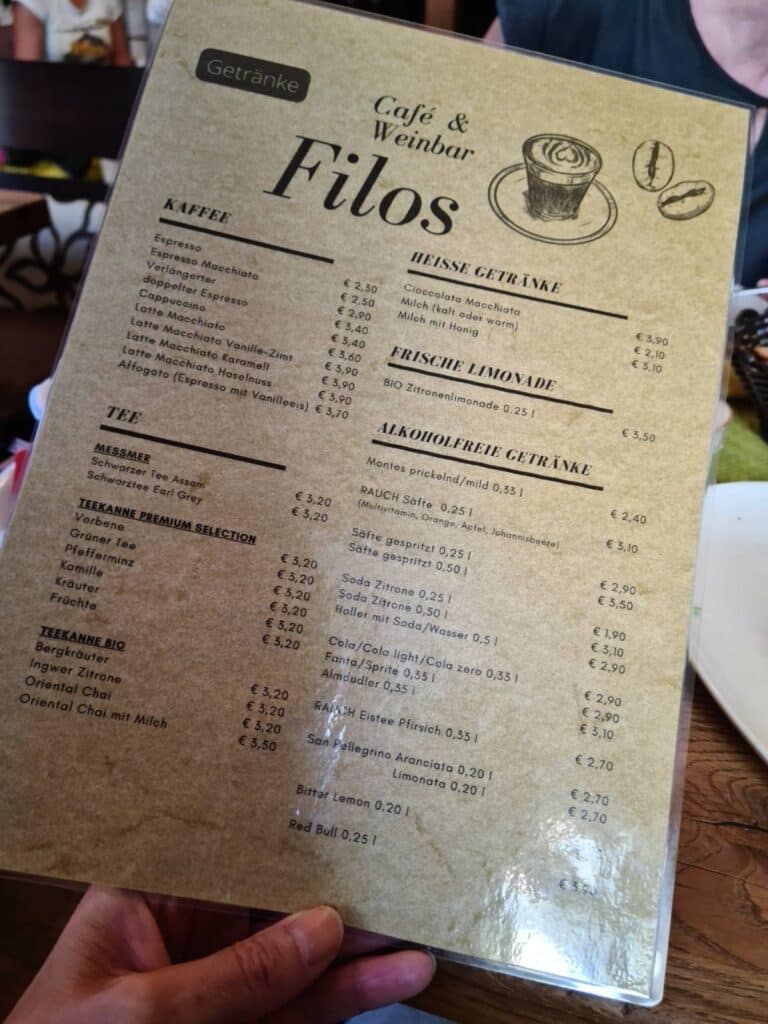 Getränke
Café &
Weinbar
Filos
KAFFEE
Espresso € 2,30
Espresso Macchiato € 2,50
Verlängerter € 2,90
doppelter Espresso € 3,40
Cappuccino € 3,40
Latte Macchiato € 3,60
Latte Macchiato Vanille-Zimt € 3,90
Latte Macchiato Karamell € 3,90
Latte Macchiato Haselnuss € 3,90
Affogato (Espresso mit Vanilleeis) € 3,70
TEE
MESSMER
Schwarzer Tee Assam € 3,20
Schwarztee Earl Grey € 3,20
TEEKANNE PREMIUM SELECTION
Verbene € 3,20
Grüner Tee € 3,20
Pfefferminz € 3,20
Kamille € 3,20
Kräuter € 3,20
Früchte € 3,20
TEEKANNE BIO
Bergkräuter € 3,20
Ingwer Zitrone € 3,20
Oriental Chai € 3,20
Oriental Chai mit Milch € 3,50
HEISSE GETRÄNKE
Cioccolata Macchiato € 3,90
Milch (kalt oder warm) € 2,10
Milch mit Honig € 3,10
FRISCHE LIMONADE
BIO Zitronenlimonade 0.25 l € 3,50
ALKOHOLFREIE GETRÄNKE
Montes prickelnd/mild 0,33 l € 2,40
RAUCH Säfte 0,25 l € 3,10
(Multivitamin, Orange, Apfel, Johannisbeere)
Säfte gespritzt 0,25 l € 2,90
Säfte gespritzt 0,50 l € 3,50
Soda Zitrone 0,25 l € 1,90
Soda Zitrone 0,50 l € 3,10
Holler mit Soda/Wasser 0,5 l € 2,90
Cola/Cola light/Cola zero 0,33 l € 2,90
Fanta/Sprite 0,33 l € 2,90
Almdudler 0,35 l € 3,10
RAUCH Eistee Pfirsich 0,33 l € 2,70
San Pellegrino Aranciata 0,20 l € 2,70
Limonata 0,20 l € 2,70
Bitter Lemon 0,20 l
Red Bull 0,25 l € 3,90